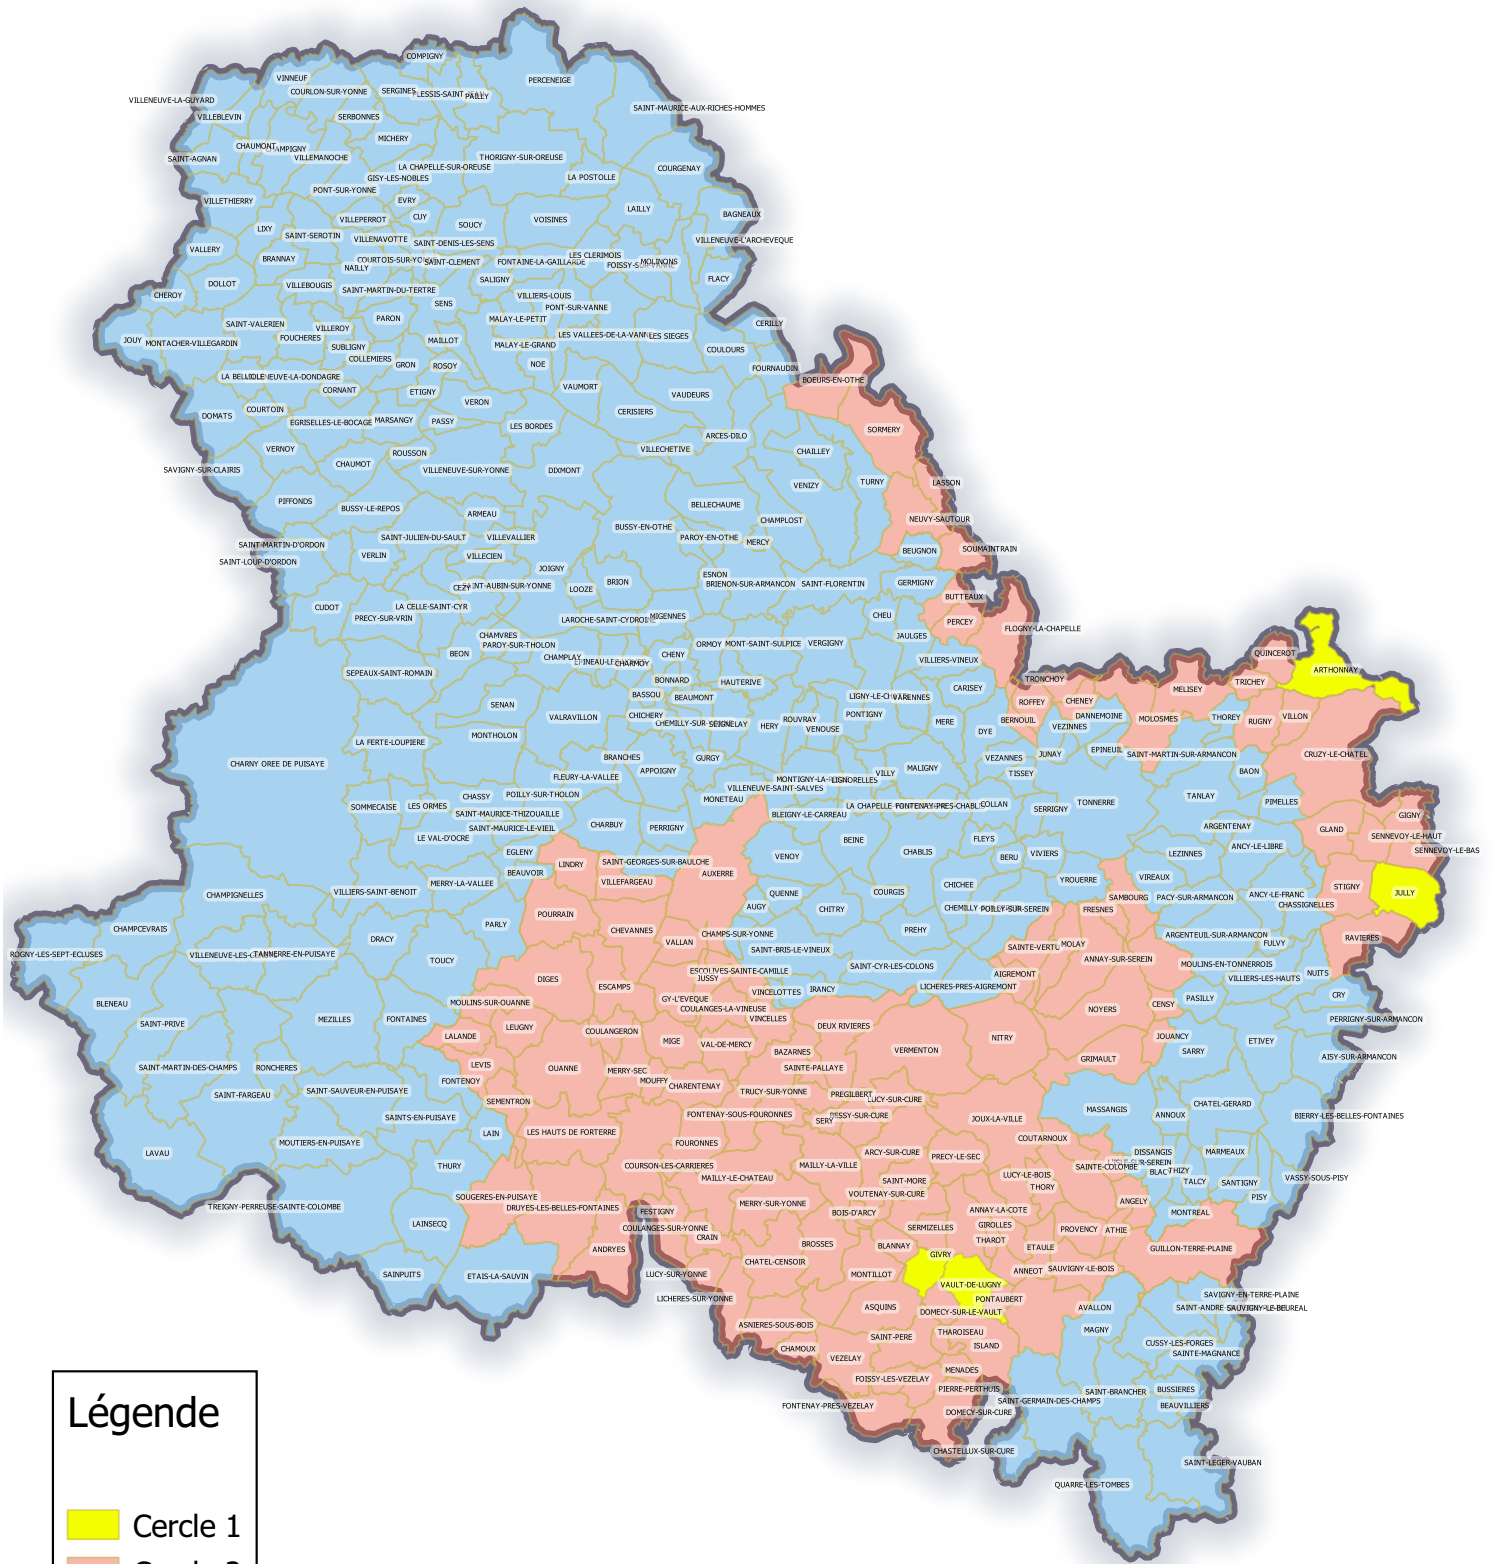 COMPIGNY
VINNEUF
PERCENEIGE
COURLON-SUR-YONNE
SERGINES
PAILLY
VILLENEUVE-LA-GUYARD
SAINT-MAURICE-AUX-RICHES-HOMMES
VILLEBLEVIN
SERBONNES
MICHERY
CHAUMONT
VILLEMANOCHE
SAINT-AGNAN
THORIGNY-SUR-OREUSE
LA CHAPELLE-SUR-OREUSE
COURGENAY
GISY-LES-NOBLES
LA POSTOLLE
PONT-SUR-YONNE
VILLETHIERRY
EVRY
LAILLY
BAGNEAUX
CUY
VILLEPERROT
VOISINES
SOUCY
LIXY
SAINT-SEROTIN
VILLENAVOTTE
SAINT-DENIS-LES-SENS
VILLENEUVE-L'ARCHEVEQUE
VALLERY
BRANNAY
SAINT-CLEMENT
FONTAINE-LA-GAILLARDE
LES CLERIMOIS
MOLINONS
NAILLY
FLACY
SALIGNY
DOLLOT
VILLEBOUGIS
SAINT-MARTIN-DU-TERTRE
CHEROY
VILLIERS-LOUIS
SENS
PONT-SUR-VANNE
PARON
MALAY-LE-PETIT
CERILLY
SAINT-VALERIEN
VILLEROY
FOUCHERES
LES SIEGES
JOUY
MONTACHER-VILLEGARDIN
SUBLIGNY
MAILLOT
MALAY-LE-GRAND
COULOURS
COLLEMIERS
GRON
ROSOY
NOE
FOURNAUDIN
BOEURS-EN-OTHE
CORNANT
ETIGNY
VAUMORT
VAUDEURS
VERON
COURTOIN
DOMATS
CERISIERS
EGRISELLES-LE-BOCAGE
MARSANGY
PASSY
LES BORDES
SORMERY
ARCES-DILO
VERNOY
VILLECHETIVE
CHAILLEY
ROUSSON
CHAUMOT
SAVIGNY-SUR-CLAIRIS
VILLENEUVE-SUR-YONNE
DIXMONT
TURNY
LASSON
VENIZY
PIFFONDS
BUSSY-LE-REPOS
BELLECHAUME
ARMEAU
CHAMPLOST
NEUVY-SAUTOUR
BUSSY-EN-OTHE
SAINT-JULIEN-DU-SAULT
VILLEVALLIER
PAROY-EN-OTHE
MERCY
SAINT-MARTIN-D'ORDON
VERLIN
VILLECIEN
BEUGNON
SOUMAINTRAIN
SAINT-LOUP-D'ORDON
JOIGNY
ESNON
BRION
BRIENON-SUR-ARMANCON
SAINT-FLORENTIN
GERMIGNY
CEZY
LOOZE
BUTTEAUX
CUDOT
LA CELLE-SAINT-CYR
PRECY-SUR-VRIN
MIGENNES
CHEU
PERCEY
FLOGNY-LA-CHAPELLE
CHAMVRES
PAROY-SUR-THOLON
JAULGES
ORMOY
MONT-SAINT-SULPICE
VERGIGNY
BEON
CHAMPLAY
CHARMOY
CHENY
VILLIERS-VINEUX
QUINCEROT
SEPEAUX-SAINT-ROMAIN
BONNARD
HAUTERIVE
CARISEY
TRONCHOY
MELISEY
TRICHEY
ARTHONNAY
BASSOU
BEAUMONT
VARENNES
ROFFEY
CHENEY
SENAN
VALRAVILLON
CHICHERY
SEIGNELAY
HERY
ROUVRAY
VENOUSE
PONTIGNY
MERE
DYE
BERNOUIL
VEZINNES
DANNEMOINE
MOLOSMES
THOREY
RUGNY
VILLON
MONTHOLON
LA FERTE-LOUPIERE
BRANCHES
GURGY
VEZANNES
JUNAY
EPINEUIL
SAINT-MARTIN-SUR-ARMANCON
CRUZY-LE-CHATEL
CHARNY OREE DE PUISAYE
FLEURY-LA-VALLEE
APPOIGNY
LIGNORELLES
VILLY
MALIGNY
TISSEY
BAON
VILLENEUVE-SAINT-SALVES
CHASSY
POILLY-SUR-THOLON
MONETEAU
COLLAN
SERRIGNY
TONNERRE
TANLAY
PIMELLES
SOMMECAISE
LES ORMES
SAINT-MAURICE-THIZOUAILLE
BLEIGNY-LE-CARREAU
GIGNY
SAINT-MAURICE-LE-VIEIL
CHARBUY
PERRIGNY
ARGENTENAY
GLAND
LE VAL-D'OCRE
BEINE
FLEYS
SENNEVOY-LE-HAUT
EGLENY
VENOY
CHABLIS
BERU
VIVIERS
LEZINNES
ANCY-LE-LIBRE
SENNEVOY-LE-BAS
LINDRY
SAINT-GEORGES-SUR-BAULCHE
BEAUVOIR
AUXERRE
VIREAUX
MERRY-LA-VALLEE
VILLEFARGEAU
CHICHEE
YROUERRE
STIGNY
JULLY
CHAMPIGNELLES
VILLIERS-SAINT-BENOIT
QUENNE
COURGIS
SAMBOURG
PACY-SUR-ARMANCON
ANCY-LE-FRANC
CHASSIGNELLES
AUGY
CHITRY
POILLY-SUR-SEREIN
FRESNES
POURRAIN
CHAMPCEVRAIS
PARLY
CHEVANNES
CHAMPS-SUR-YONNE
PREHY
DRACY
VALLAN
SAINT-BRIS-LE-VINEUX
MOLAY
ARGENTEUIL-SUR-ARMANCON
FULVY
RAVIERES
ROGNY-LES-SEPT-ECLUSES
TANNERRE-EN-PUISAYE
TOUCY
ANNAY-SUR-SEREIN
MOULINS-EN-TONNERROIS
ESCOLIVES-SAINTE-CAMILLE
SAINT-CYR-LES-COLONS
AIGREMONT
VILLIERS-LES-HAUTS
NUITS
DIGES
JUSSY
ESCAMPS
VINCELOTTES
IRANCY
LICHERES-PRES-AIGREMONT
CRY
BLENEAU
MOULINS-SUR-OUANNE
GY-L'EVEQUE
COULANGES-LA-VINEUSE
NOYERS
CENSY
PASILLY
MEZILLES
FONTAINES
VINCELLES
PERRIGNY-SUR-ARMANCON
SAINT-PRIVE
LEUGNY
COULANGERON
DEUX RIVIERES
LALANDE
MIGE
VAL-DE-MERCY
NITRY
JOUANCY
ETIVEY
BAZARNES
VERMENTON
SARRY
AISY-SUR-ARMANCON
SAINT-MARTIN-DES-CHAMPS
RONCHERES
LEVIS
OUANNE
MERRY-SEC
SAINTE-PALLAYE
GRIMAULT
MOUFFY
FONTENOY
CHARENTENAY
SAINT-FARGEAU
SAINT-SAUVEUR-EN-PUISAYE
TRUCY-SUR-YONNE
PREGILBERT
LUCY-SUR-CURE
SEMENTRON
MASSANGIS
CHATEL-GERARD
SAINTS-EN-PUISAYE
FONTENAY-SOUS-FOURONNES
SERY
JOUX-LA-VILLE
ANNOUX
BIERRY-LES-BELLES-FONTAINES
LAIN
LES HAUTS DE FORTERRE
COUTARNOUX
MOUTIERS-EN-PUISAYE
FOURONNES
LAVAU
ARCY-SUR-CURE
PRECY-LE-SEC
DISSANGIS
MARMEAUX
THURY
COURSON-LES-CARRIERES
MAILLY-LA-VILLE
SAINTE-COLOMBE
THIZY
MAILLY-LE-CHATEAU
LUCY-LE-BOIS
SAINT-MORE
THORY
TALCY
SANTIGNY
VASSY-SOUS-PISY
SOUGERES-EN-PUISAYE
VOUTENAY-SUR-CURE
PISY
TREIGNY-PERREUSE-SAINTE-COLOMBE
DRUYES-LES-BELLES-FONTAINES
MERRY-SUR-YONNE
ANGELY
FESTIGNY
BOIS-D'ARCY
ANNAY-LA-COTE
MONTREAL
LAINSECQ
COULANGES-SUR-YONNE
SERMIZELLES
GIROLLES
PROVENCY
ATHIE
CRAIN
THAROT
ANDRYES
BROSSES
BLANNAY
ETAULE
GUILLON-TERRE-PLAINE
GIVRY
CHATEL-CENSOIR
SAINPUITS
ETAIS-LA-SAUVIN
LUCY-SUR-YONNE
MONTILLOT
ANNEOT
SAUVIGNY-LE-BOIS
VAULT-DE-LUGNY
LICHERES-SUR-YONNE
PONTAUBERT
SAVIGNY-EN-TERRE-PLAINE
ASQUINS
DOMECY-SUR-LE-VAULT
AVALLON
ASNIERES-SOUS-BOIS
THAROISEAU
MAGNY
SAINT-PERE
ISLAND
CUSSY-LES-FORGES
CHAMOUX
SAINTE-MAGNANCE
VEZELAY
MENADES
FOISSY-LES-VEZELAY
PIERRE-PERTHUIS
SAINT-BRANCHER
BUSSIERES
FONTENAY-PRES-VEZELAY
SAINT-GERMAIN-DES-CHAMPS
BEAUVILLIERS
DOMECY-SUR-CURE
CHASTELLUX-SUR-CURE
SAINT-LEGER-VAUBAN
QUARRE-LES-TOMBES
Légende
Cercle 1